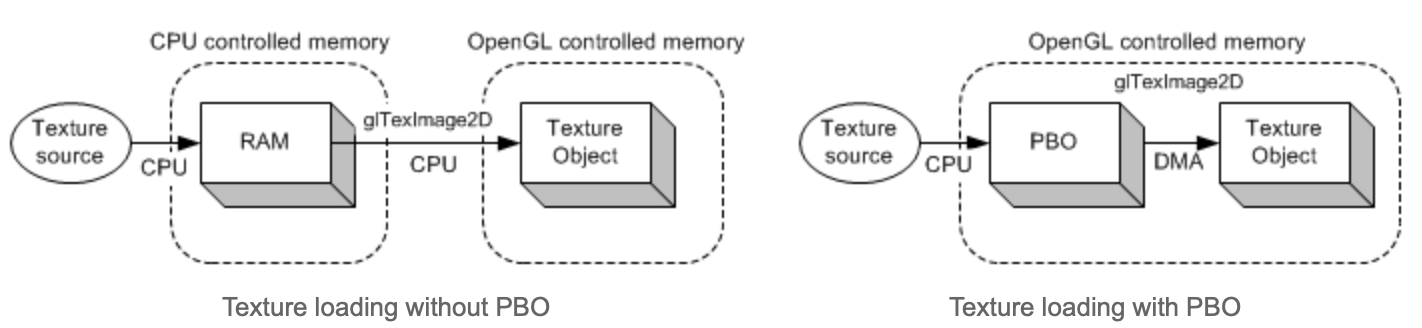 CPU controlled memory
OpenGL controlled memory
Texture
source
CPU
RAM
glTexImage2D
CPU
Texture
Object
Texture loading without PBO
OpenGL controlled memory
glTexImage2D
Texture
source
CPU
PBO
DMA
Texture
Object
Texture loading with PBO